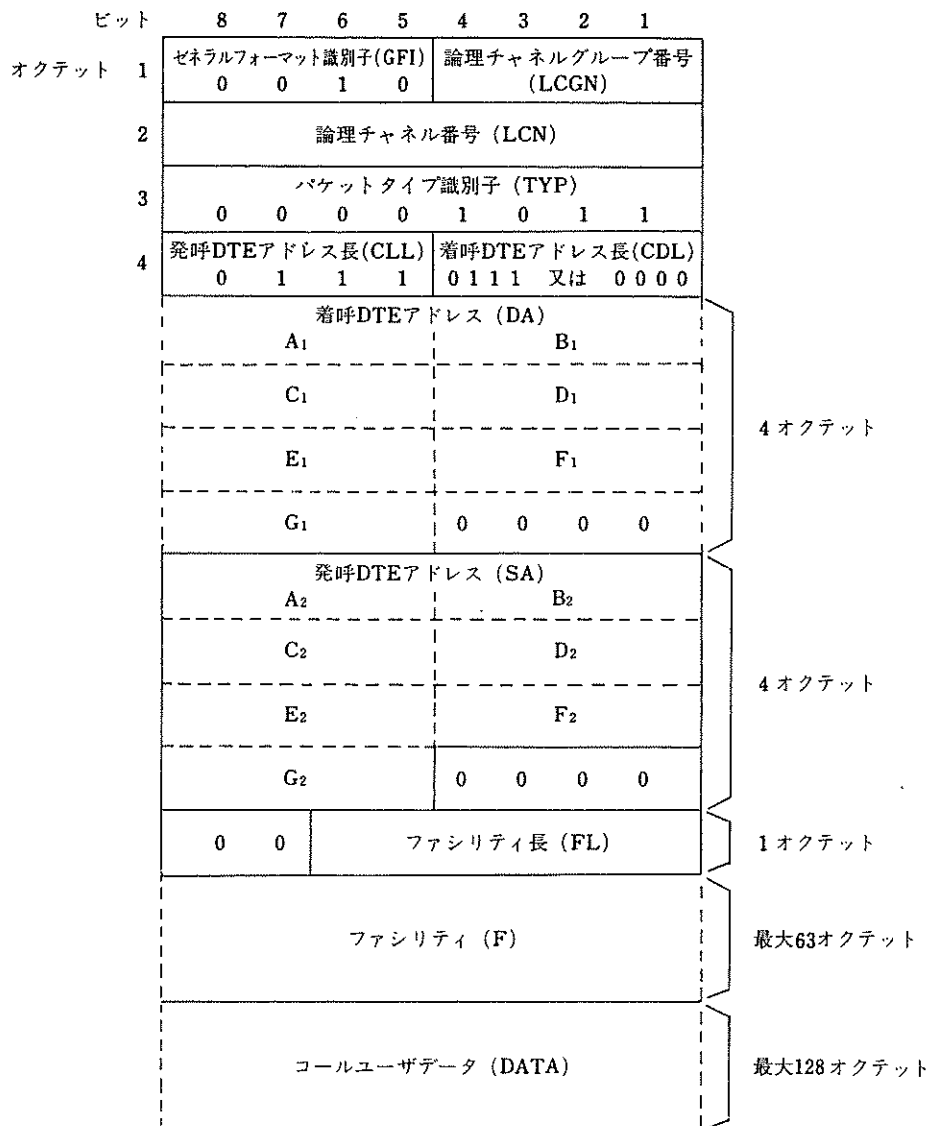 ビット 8 7 6 5 4 3 2 1
オクテット 1 ゼネラルフォーマット識別子(GFI) 論理チャネルグループ番号
0 0 1 0 (LCGN)
2 論理チャネル番号 (LCN)
パケットタイプ識別子 (TYP)
3
0 0 0 0 1 0 1 1
4 発呼DTEアドレス長(CLL) 着呼DTEアドレス長(CDL)
0 1 1 1 0 1 1 1 又は 0 0 0 0
着呼DTEアドレス (DA)
A1 B1
C1 D1
4オクテット
E1 F1
G1 0 0 0 0
発呼DTEアドレス (SA)
A2 B2
C2 D2
4オクテット
E2 F2
G2 0 0 0 0
0 0 ファシリティ長 (FL) 1オクテット
ファシリティ (F) 最大63オクテット
コールユーザデータ (DATA) 最大128オクテット